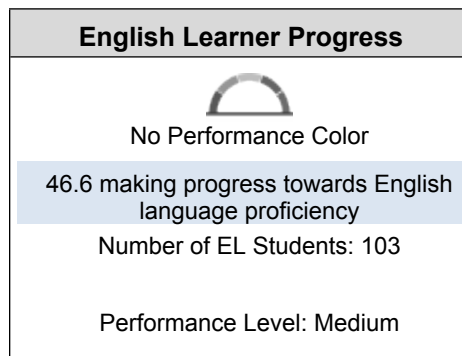 English Learner Progress
No Performance Color
46.6 making progress towards English
language proficiency
Number of EL Students: 103
Performance Level: Medium